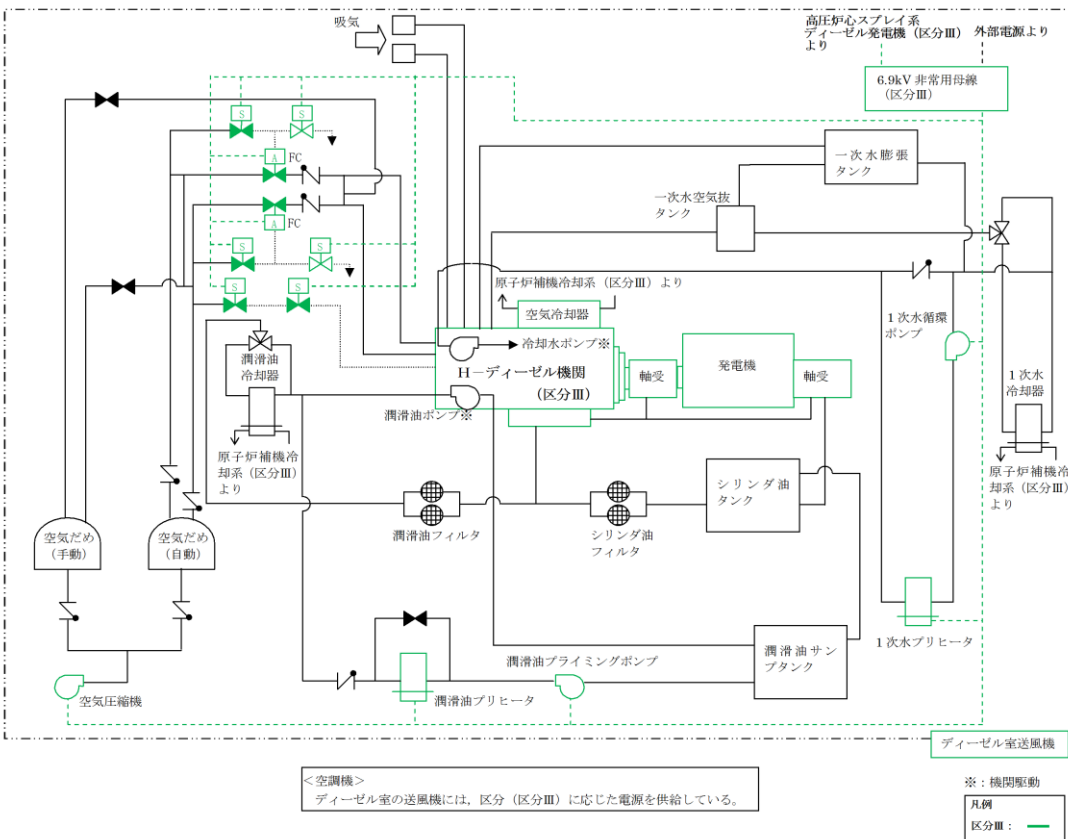 吸気
高圧炉心スプレイ系
ディーゼル発電機（区分Ⅲ）
より
外部電源より
6.9kV 非常用母線
（区分Ⅲ）
S
S
A
FC
A
FC
S
S
S
S
一次水膨張
タンク
一次水空気抜
タンク
原子炉補機冷却系（区分Ⅲ）より
空気冷却器
冷却水ポンプ※
H－ディーゼル機関
（区分Ⅲ）
潤滑油ポンプ※
軸受
発電機
軸受
１次水循環
ポンプ
１次水
冷却器
原子炉補機冷
却系（区分Ⅲ）
より
潤滑油
冷却器
原子炉補機冷
却系（区分Ⅲ）
より
潤滑油フィルタ
シリンダ油
フィルタ
シリンダ油
タンク
空気だめ
（手動）
空気だめ
（自動）
空気圧縮機
潤滑油プリヒータ
潤滑油プライミングポンプ
潤滑油サン
プタンク
１次水プリヒータ
ディーゼル室送風機
＜空調機＞
ディーゼル室の送風機には，区分（区分Ⅲ）に応じた電源を供給している。
※：機関駆動
凡例
区分Ⅲ：